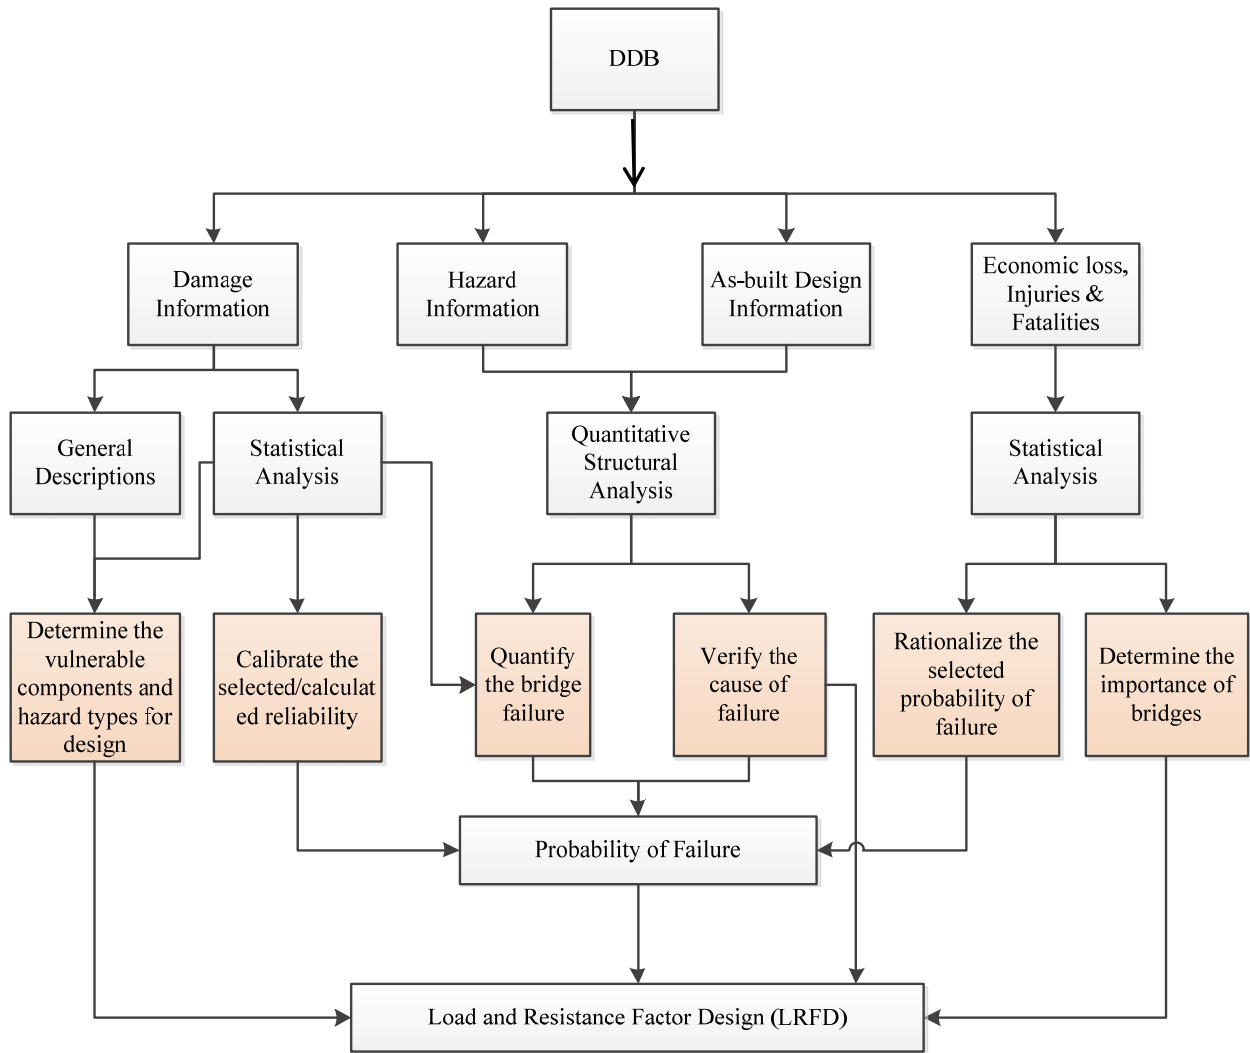 DDB
Damage
Information
Hazard
Information
As-built Design
Information
Economic loss,
Injuries &
Fatalities
General
Descriptions
Statistical
Analysis
Quantitative
Structural
Analysis
Statistical
Analysis
Determine the
vulnerable
components and
hazard types for
design
Calibrate the
selected/calculat
ed reliability
Quantify
the bridge
failure
Verify the
cause of
failure
Rationalize the
selected
probability of
failure
Determine the
importance of
bridges
Probability of Failure
Load and Resistance Factor Design (LRFD)